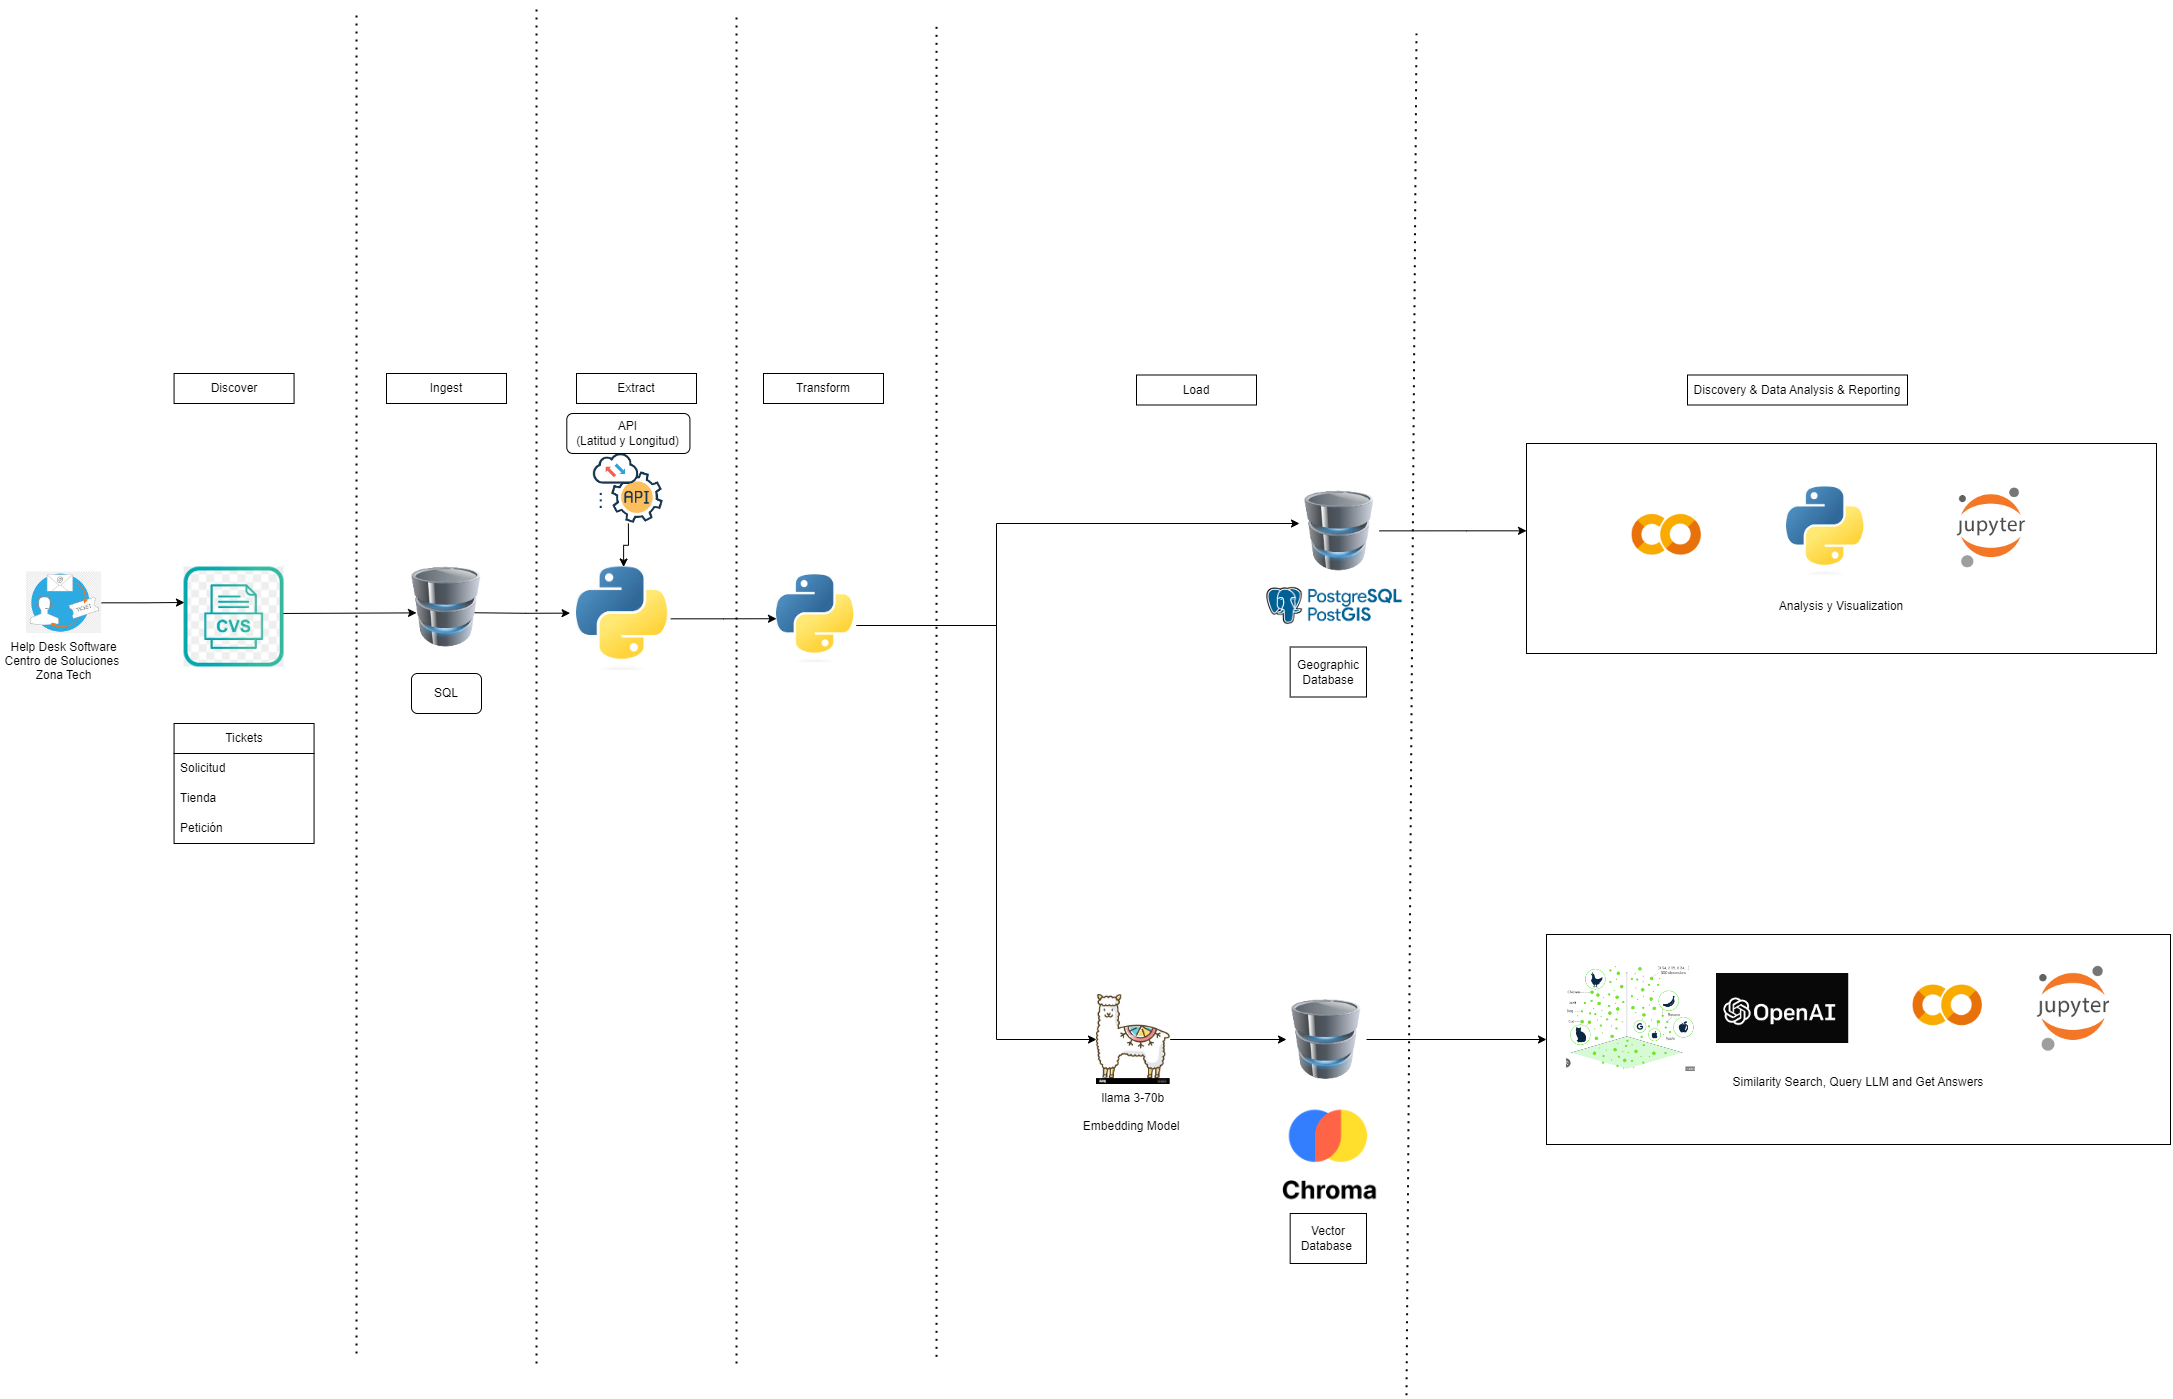 Discover
Ingest
Extract
Transform
Load
Discovery & Data Analysis & Reporting
API
(Latitud y Longitud)
API
TICKET
Help Desk Software
Centro de Soluciones
Zona Tech
CVS
SQL
Tickets
Solicitud
Tienda
Petición
PostgreSQL
PostGIS
Geographic
Database
jupyter
Analysis y Visualization
llama 3-70b
Embedding Model
Chroma
Vector
Database
OpenAI
jupyter
Similarity Search, Query LLM and Get Answers